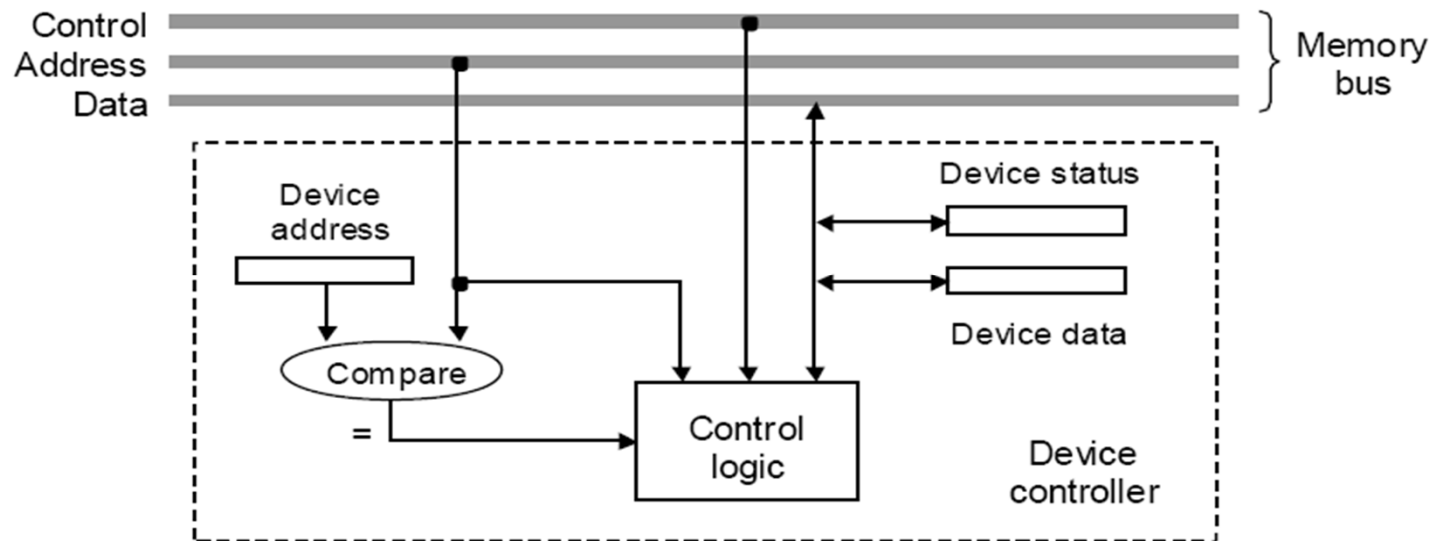 Control
Address
Data
Memory
bus
Device status
Device
address
Device data
Compare
=
Control
logic
Device
controller